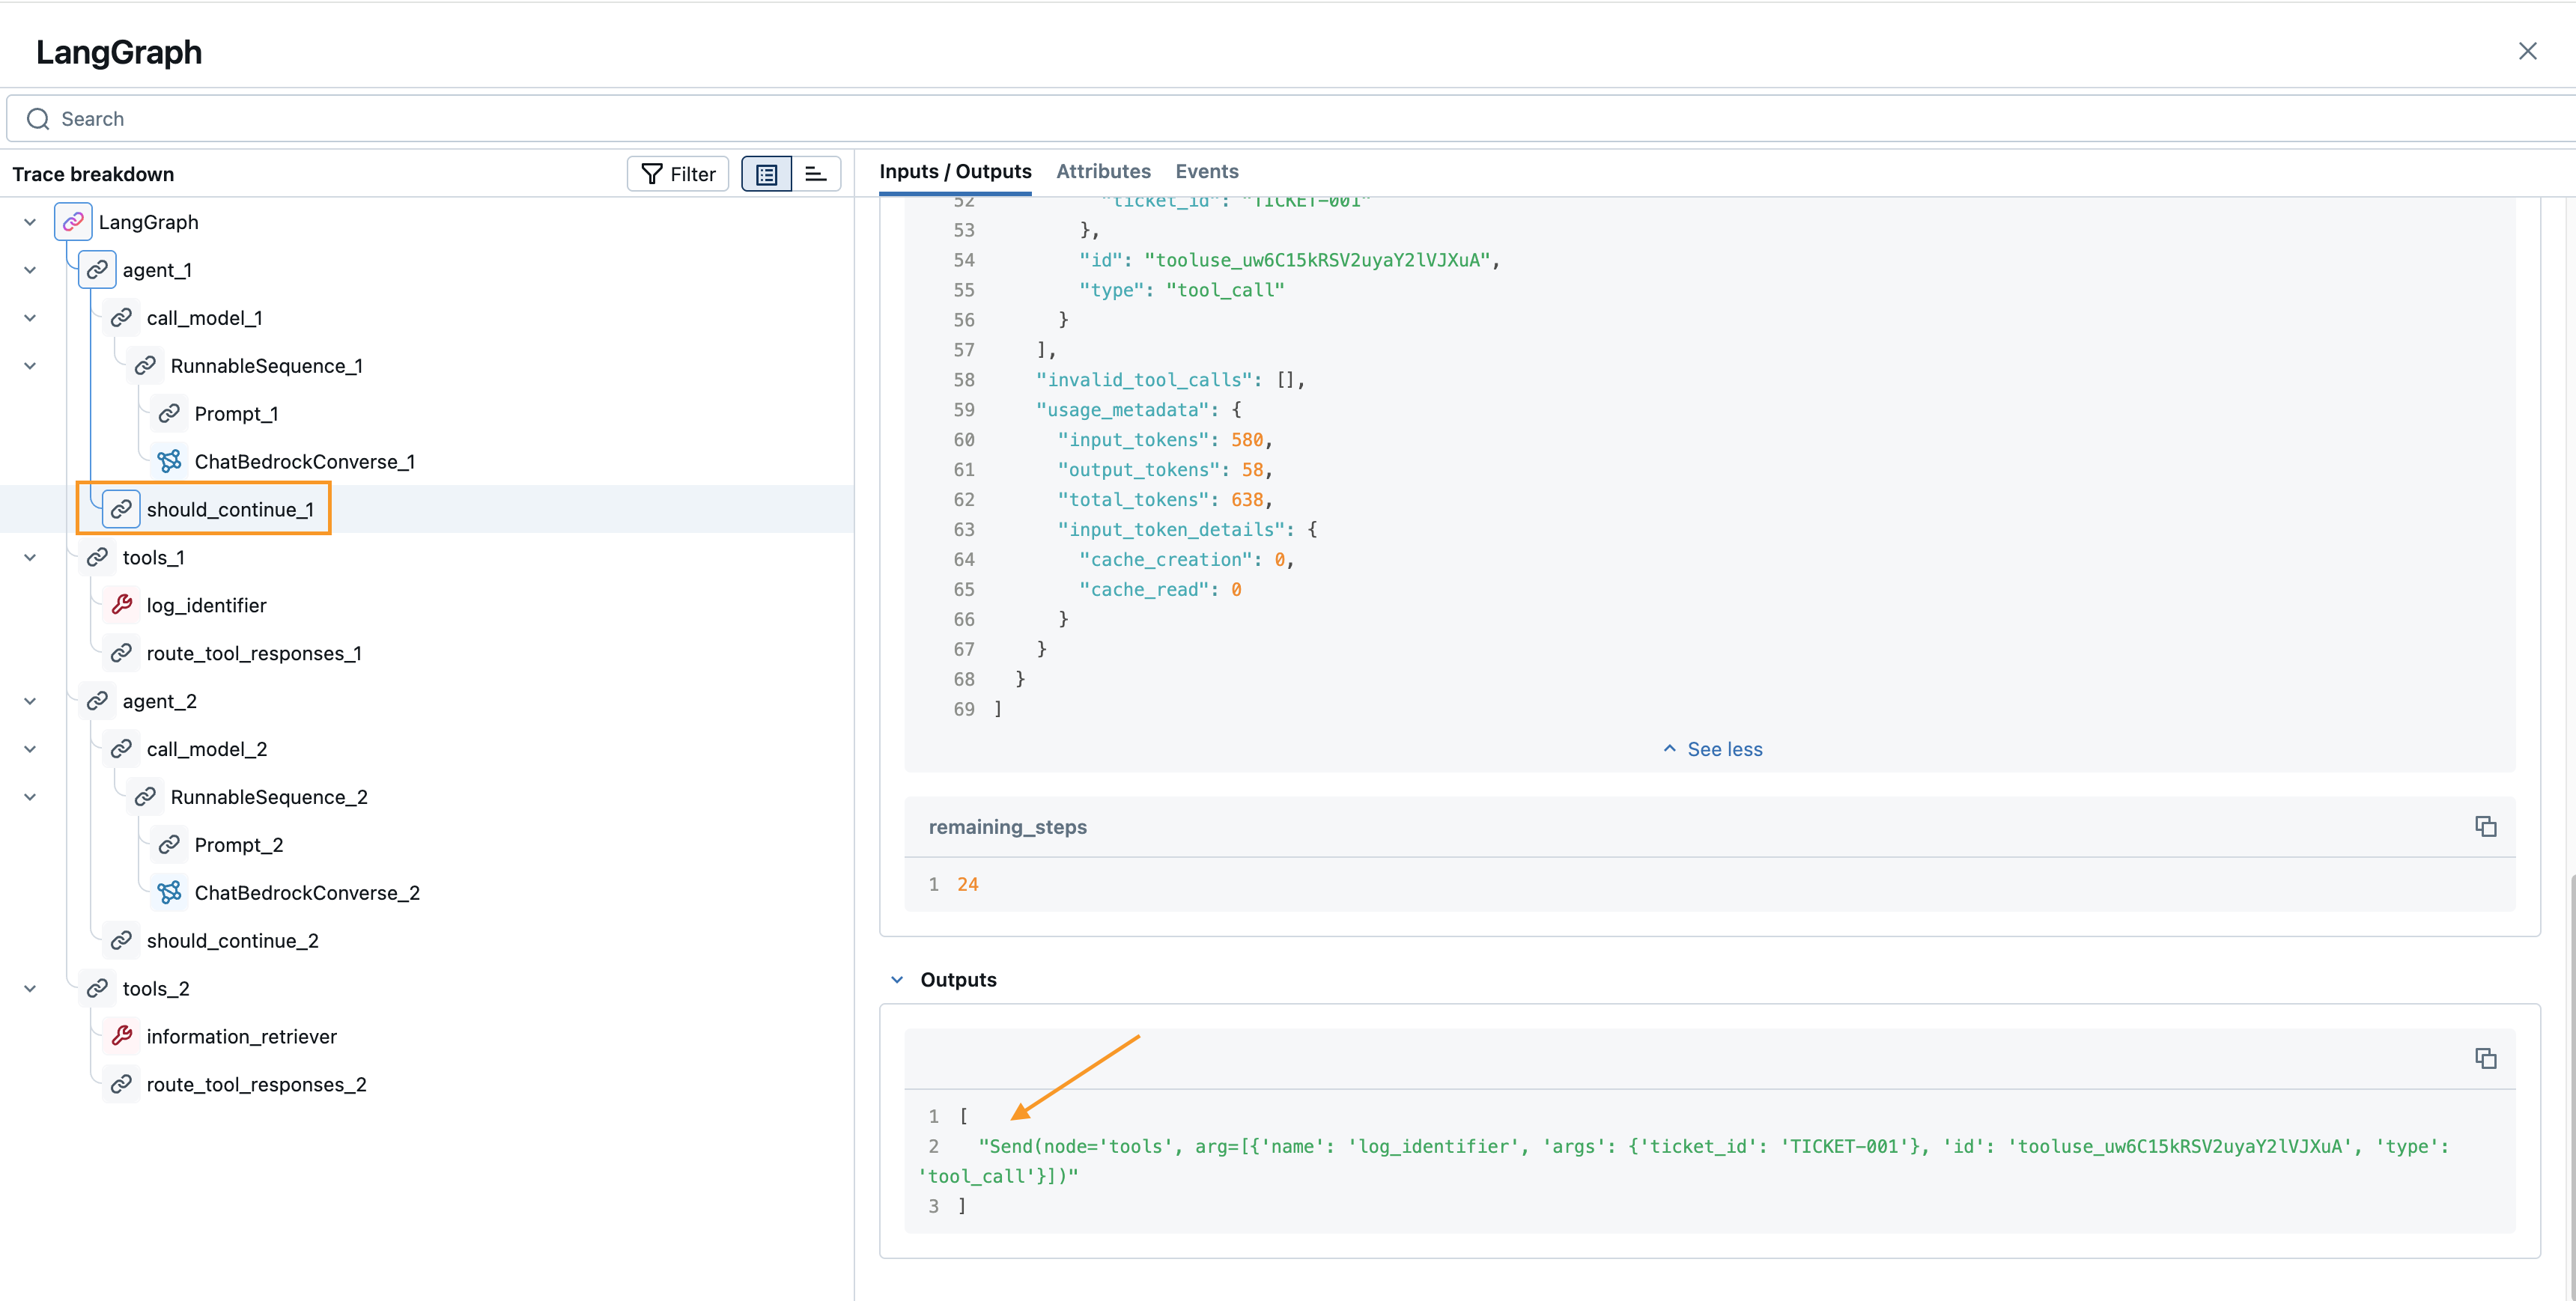 LangGraph
Search
Trace breakdown
Filter
LangGraph
agent_1
call_model_1
RunnableSequence_1
Prompt_1
ChatBedrockConverse_1
should_continue_1
tools_1
log_identifier
route_tool_responses_1
agent_2
call_model_2
RunnableSequence_2
Prompt_2
ChatBedrockConverse_2
should_continue_2
tools_2
information_retriever
route_tool_responses_2
Inputs / Outputs Attributes Events
52 "ticket_id": "TICKET-001"
53 },
54 "id": "tooluse_uw6C15kRSV2uyaY2lVJXuA",
55 "type": "tool_call"
56 }
57 ],
58 "invalid_tool_calls": [],
59 "usage_metadata": {
60 "input_tokens": 580,
61 "output_tokens": 58,
62 "total_tokens": 638,
63 "input_token_details": {
64 "cache_creation": 0,
65 "cache_read": 0
66 }
67 }
68 }
69 ]
See less
remaining_steps
1 24
Outputs
1 [
2 "Send(node='tools', arg=[{'name': 'log_identifier', 'args': {'ticket_id': 'TICKET-001'}, 'id': 'tooluse_uw6C15kRSV2uyaY2lVJXuA', 'type':
'tool_call'}])"
3 ]